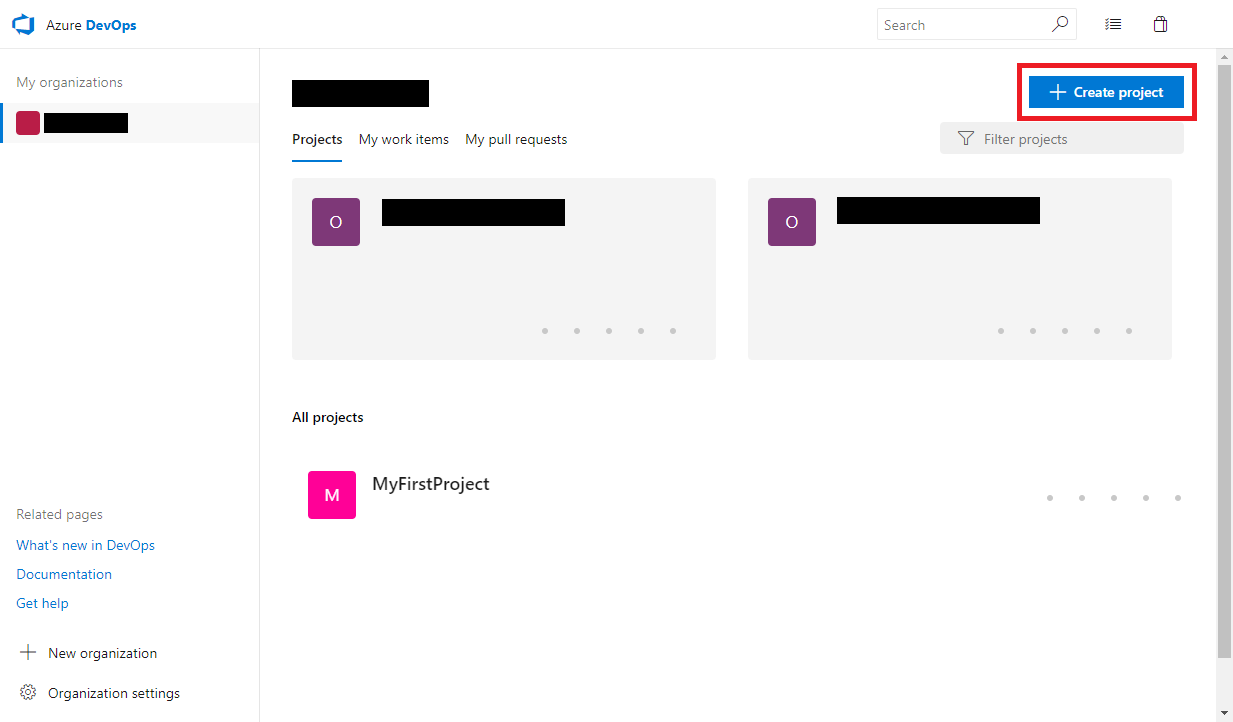 Azure DevOps
Search
My organizations
Create project
Projects My work items My pull requests
Filter projects
O
O
All projects
M
MyFirstProject
Related pages
What's new in DevOps
Documentation
Get help
New organization
Organization settings